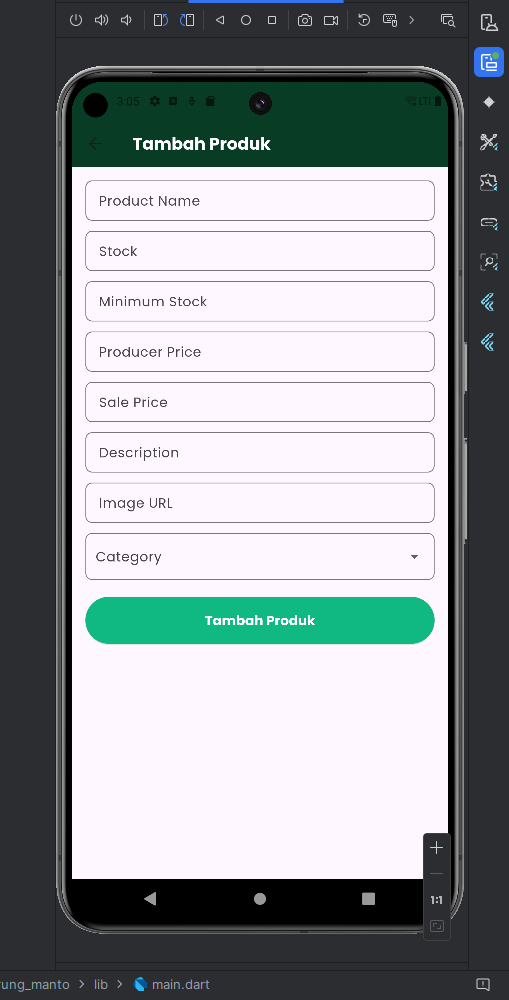 3:05 LTE
Tambah Produk
Product Name
Stock
Minimum Stock
Producer Price
Sale Price
Description
Image URL
Category
Tambah Produk
1:1
rung_manto > lib > main.dart